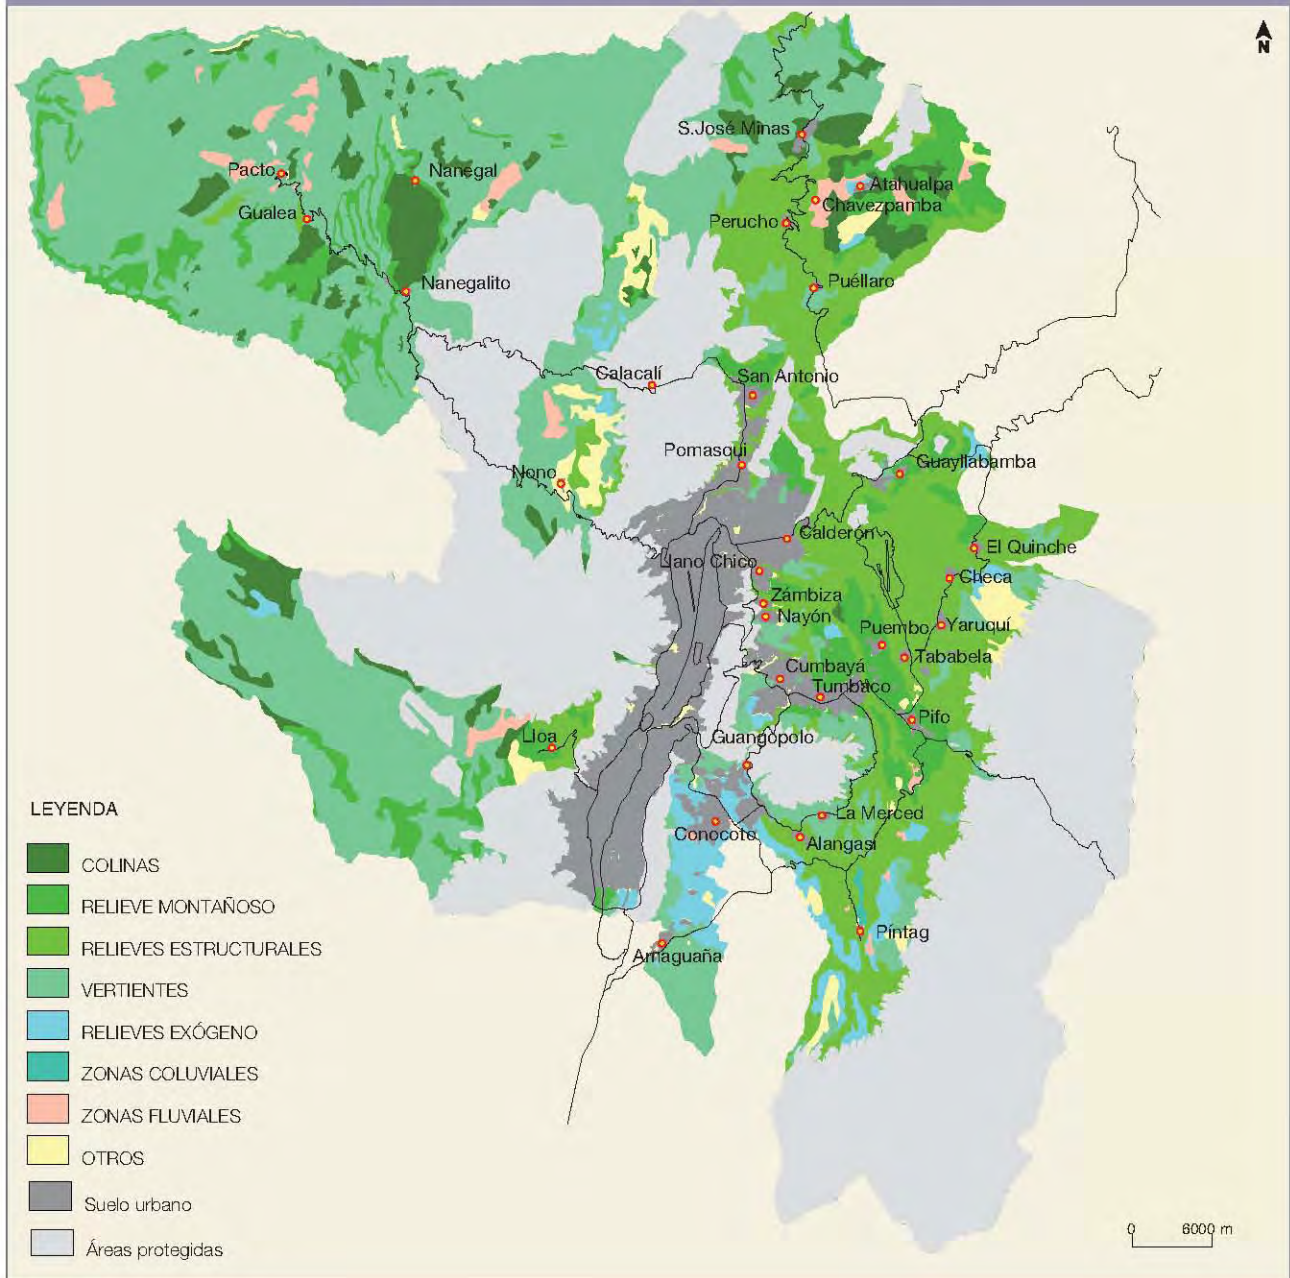 N
S.José Minas
Pacto
Nanegal
Atahualpa
Chavezpamba
Gualea
Perucho
Nanegalito
Puéllaro
Calacalí
San Antonio
Pomasqui
Guayllabamba
Nono
Calderón
El Quinche
Llano Chico
Checa
Zámbiza
Nayón
Puembo
Yaruquí
Tababela
Cumbayá
Tumbaco
Pifo
Lloa
Guangopolo
La Merced
Conocoto
Alangasí
Píntag
Amaguaña
LEYENDA
COLINAS
RELIEVE MONTAÑOSO
RELIEVES ESTRUCTURALES
VERTIENTES
RELIEVES EXÓGENO
ZONAS COLUVIALES
ZONAS FLUVIALES
OTROS
Suelo urbano
Áreas protegidas
0 6000 m